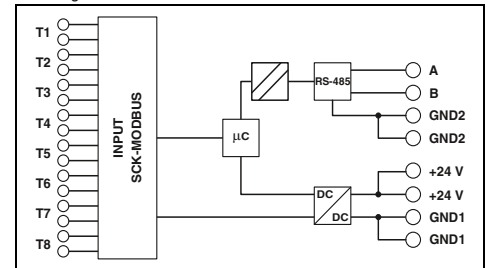 T1
T2
T3
T4
T5
T6
T7
T8
INPUT
SCK-MODBUS
µC
RS-485
DC
DC
A
B
GND2
GND2
+24 V
+24 V
GND1
GND1